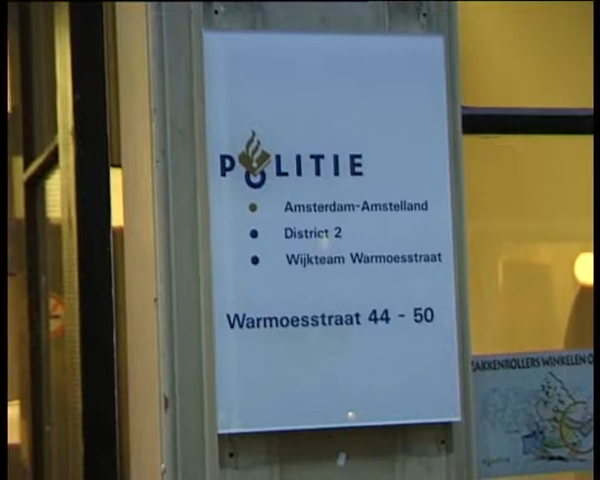 POLITIE
Amsterdam-Amstelland
District 2
Wijkteam Warmoesstraat
Warmoesstraat 44 - 50
ZAKKENROLLERS WINKELEN O